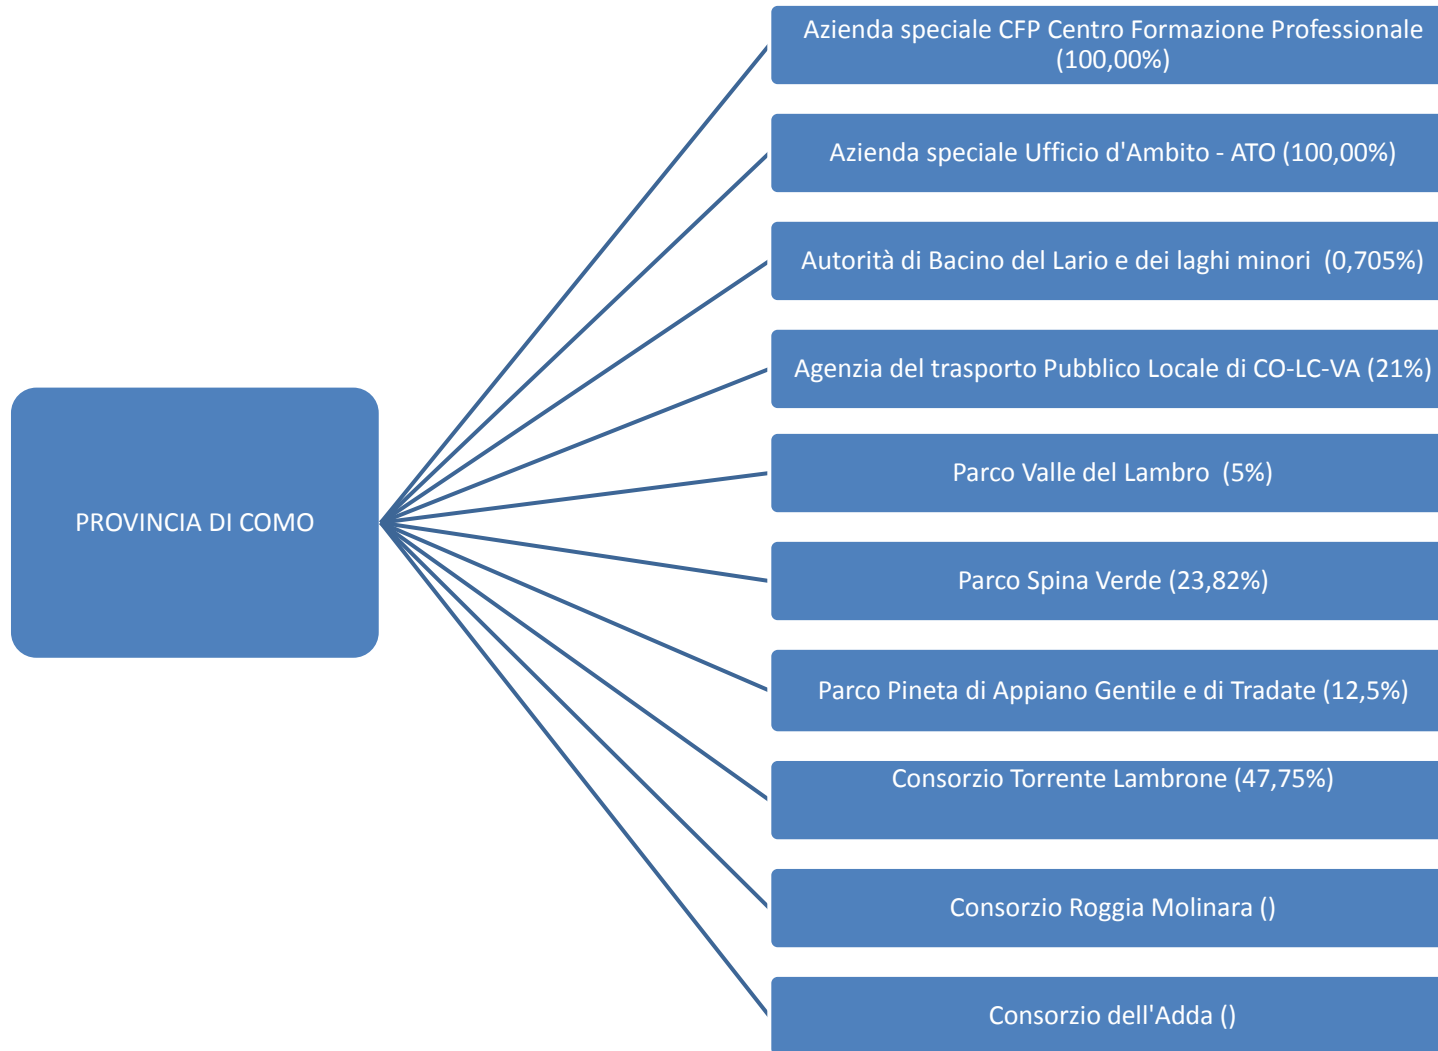 Azienda speciale CFP Centro Formazione Professionale
(100,00%)
Azienda speciale Ufficio d'Ambito - ATO (100,00%)
Autorità di Bacino del Lario e dei laghi minori  (0,705%)
Agenzia del trasporto Pubblico Locale di CO-LC-VA (21%)
Parco Valle del Lambro  (5%)
PROVINCIA DI COMO
Parco Spina Verde (23,82%)
Parco Pineta di Appiano Gentile e di Tradate (12,5%)
Consorzio Torrente Lambrone (47,75%)
Consorzio Roggia Molinara ()
Consorzio dell'Adda ()